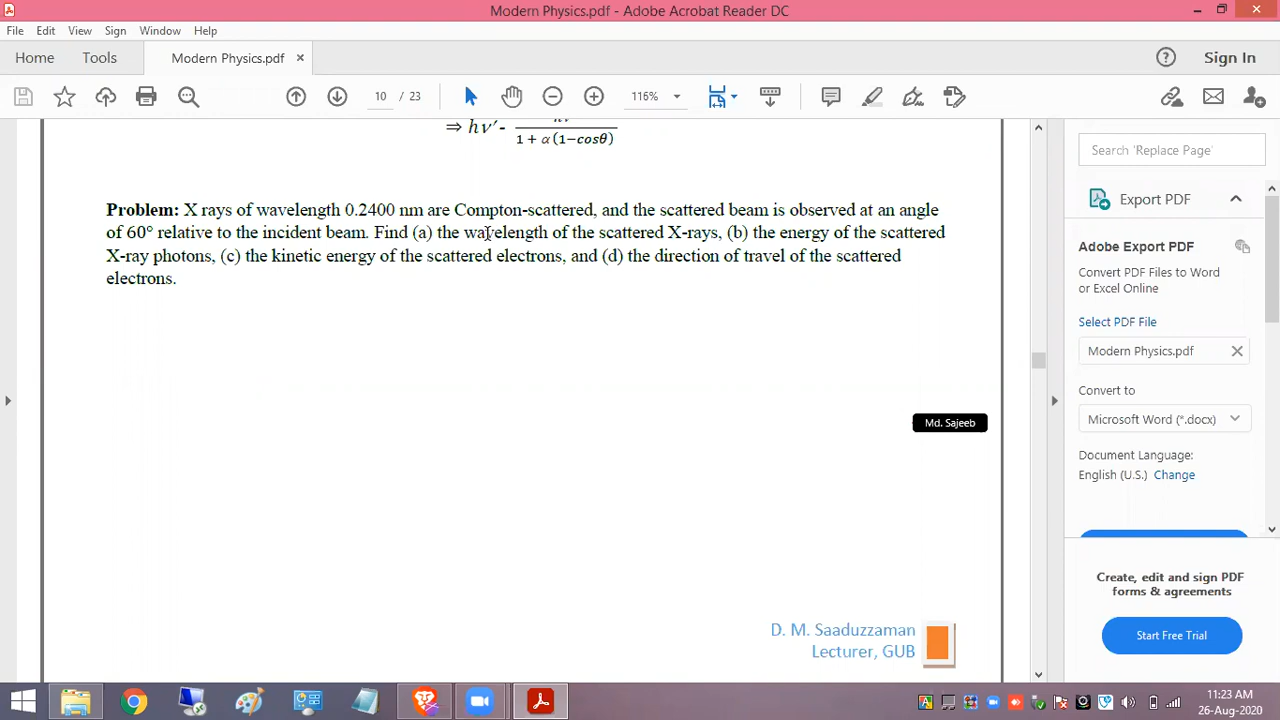 Modern Physics.pdf - Adobe Acrobat Reader DC
File Edit View Sign Window Help
Home Tools Modern Physics.pdf × Sign In
10 / 23 116%
⇒ hν′-
1 + α(1−cosθ)
Search 'Replace Page'
Export PDF
Problem: X rays of wavelength 0.2400 nm are Compton-scattered, and the scattered beam is observed at an angle
of 60° relative to the incident beam. Find (a) the wavelength of the scattered X-rays, (b) the energy of the scattered
X-ray photons, (c) the kinetic energy of the scattered electrons, and (d) the direction of travel of the scattered
electrons.
Adobe Export PDF
Convert PDF Files to Word
or Excel Online
Select PDF File
Modern Physics.pdf
Convert to
Microsoft Word (*.docx)
Document Language:
English (U.S.) Change
Md. Sajeeb
Create, edit and sign PDF
forms & agreements
Start Free Trial
D. M. Saaduzzaman
Lecturer, GUB
11:23 AM
26-Aug-2020